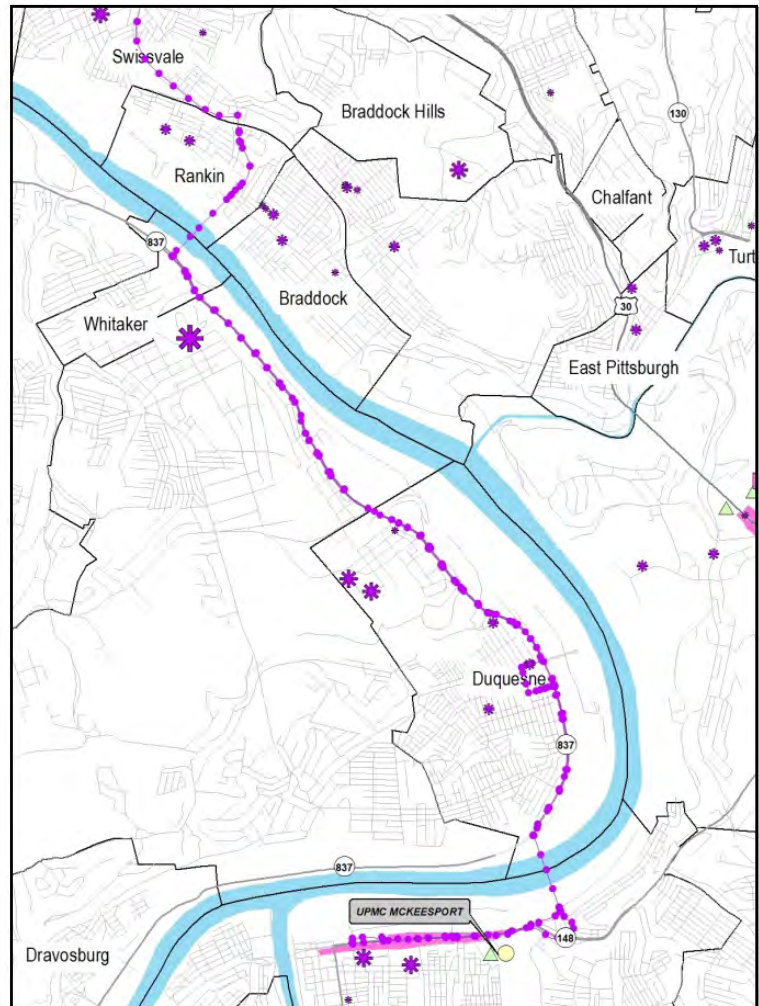 Swissvale
Braddock Hills
130
Rankin
Chalfant
837
Turt
Braddock
30
Whitaker
East Pittsburgh
Duquesne
837
837
UPMC MCKEESPORT
148
Dravosburg